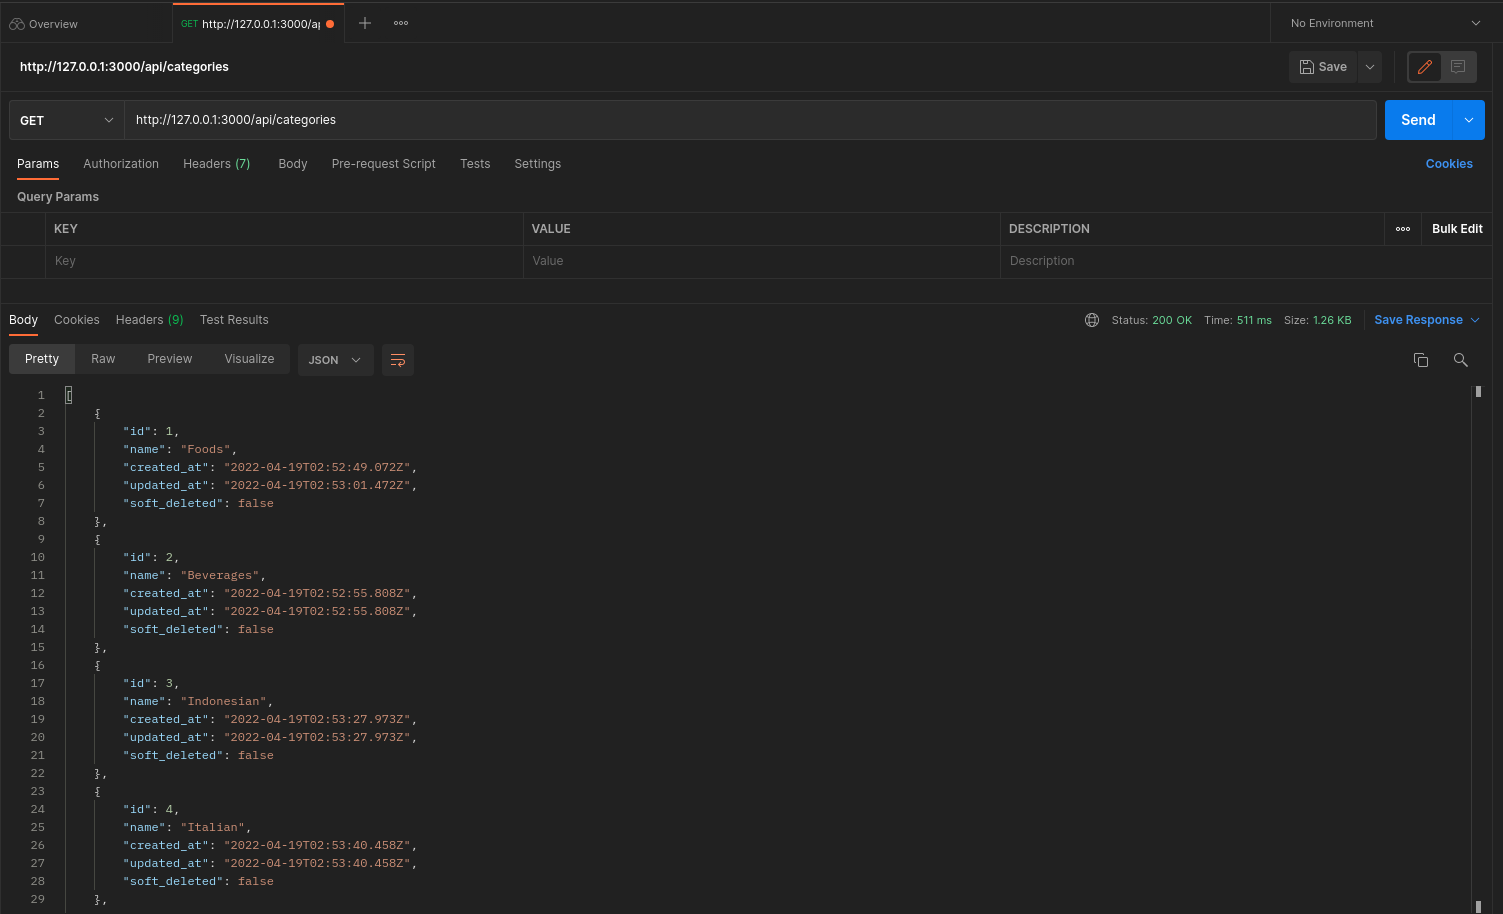 Overview
GET http://127.0.0.1:3000/ap
No Environment
http://127.0.0.1:3000/api/categories
Save
GET
http://127.0.0.1:3000/api/categories
Send
Params Authorization Headers (7) Body Pre-request Script Tests Settings Cookies
Query Params
KEY VALUE DESCRIPTION Bulk Edit
Key Value Description
Body Cookies Headers (9) Test Results Status: 200 OK Time: 511 ms Size: 1.26 KB Save Response
Pretty Raw Preview Visualize JSON
1 [
2 {
3 "id": 1,
4 "name": "Foods",
5 "created_at": "2022-04-19T02:52:49.072Z",
6 "updated_at": "2022-04-19T02:53:01.472Z",
7 "soft_deleted": false
8 },
9 {
10 "id": 2,
11 "name": "Beverages",
12 "created_at": "2022-04-19T02:52:55.808Z",
13 "updated_at": "2022-04-19T02:52:55.808Z",
14 "soft_deleted": false
15 },
16 {
17 "id": 3,
18 "name": "Indonesian",
19 "created_at": "2022-04-19T02:53:27.973Z",
20 "updated_at": "2022-04-19T02:53:27.973Z",
21 "soft_deleted": false
22 },
23 {
24 "id": 4,
25 "name": "Italian",
26 "created_at": "2022-04-19T02:53:40.458Z",
27 "updated_at": "2022-04-19T02:53:40.458Z",
28 "soft_deleted": false
29 },